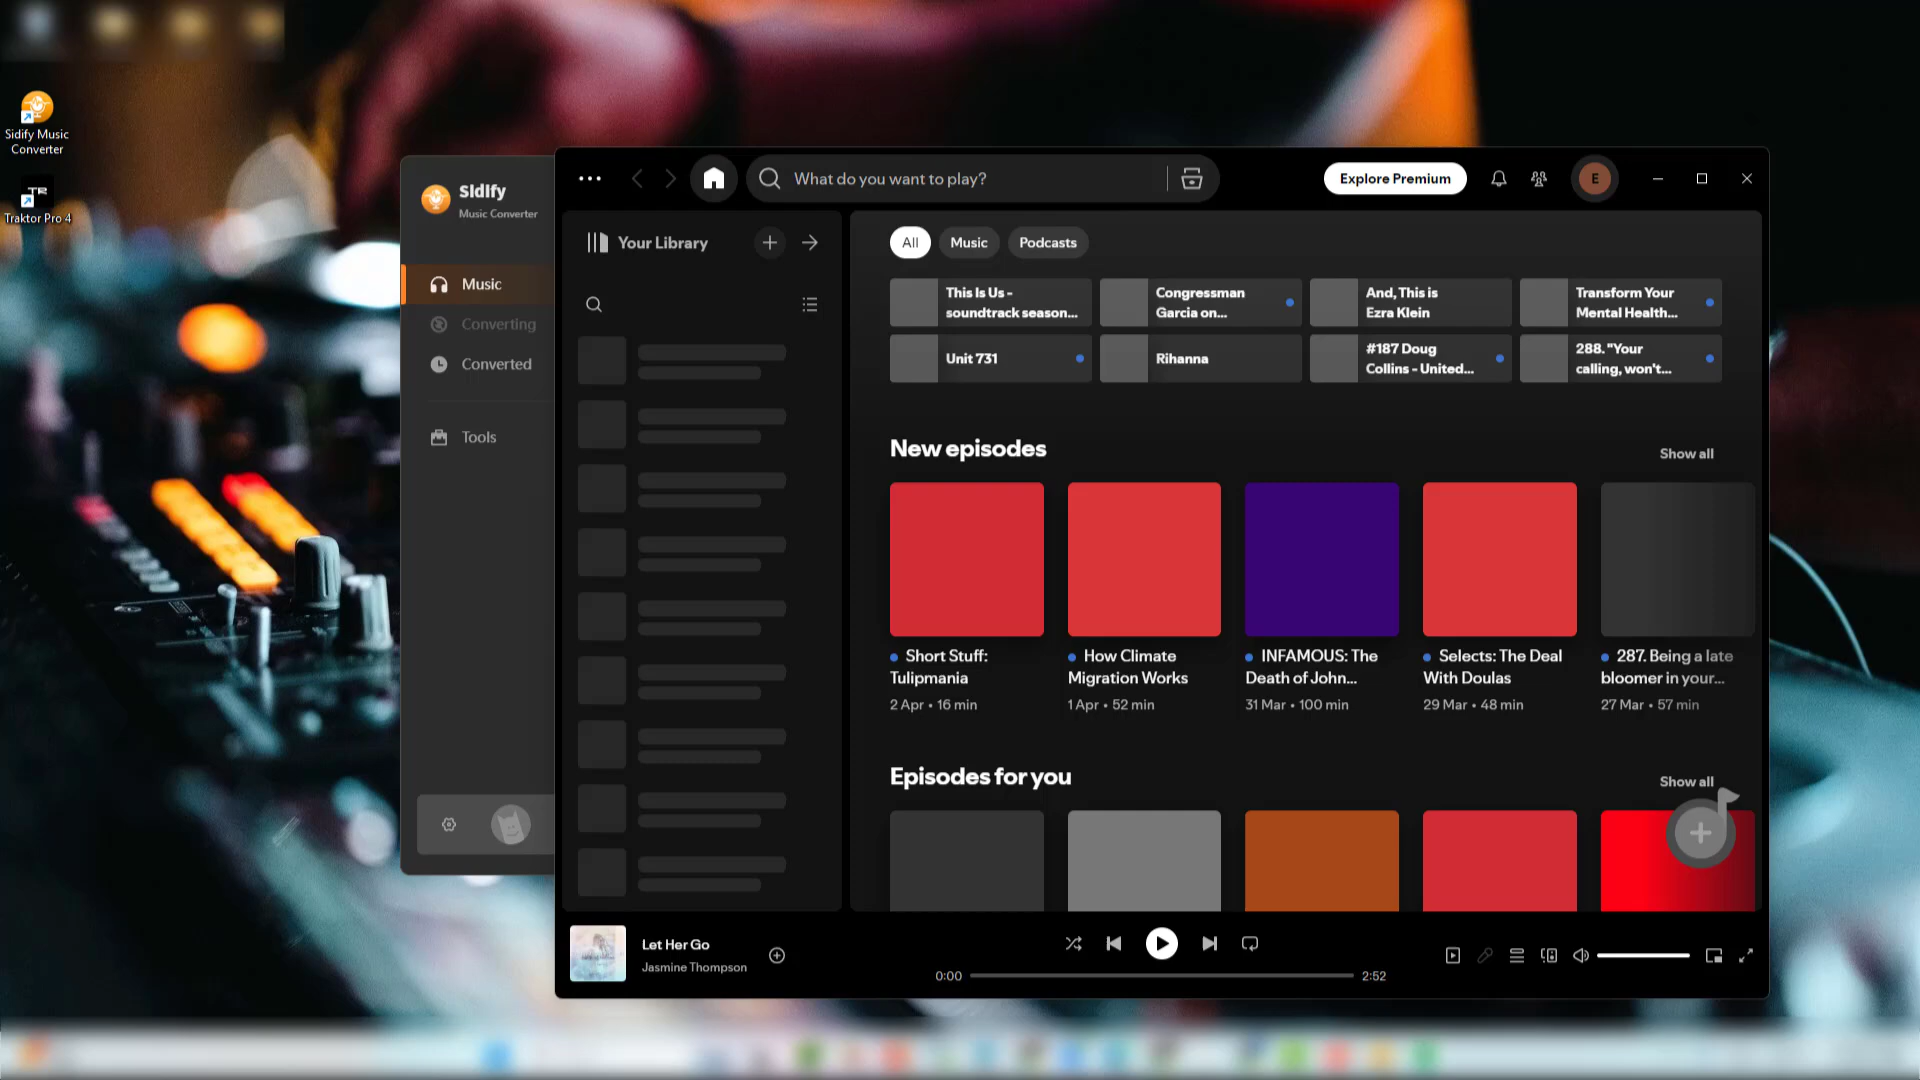 Sidify Music
Converter
Traktor Pro 4
Sidify
Music Converter
Music
Converting
Converted
Tools
What do you want to play?
Explore Premium
E
Your Library
All
Music
Podcasts
This Is Us -
soundtrack season...
Congressman
Garcia on...
And, This is
Ezra Klein
Transform Your
Mental Health...
Unit 731
Rihanna
#187 Doug
Collins - United...
288. "Your
calling, won't...
New episodes
Show all
Short Stuff:
Tulipmania
2 Apr • 16 min
How Climate
Migration Works
1 Apr • 52 min
INFAMOUS: The
Death of John...
31 Mar • 100 min
Selects: The Deal
With Doulas
29 Mar • 48 min
287. Being a late
bloomer in your...
27 Mar • 57 min
Episodes for you
Show all
Let Her Go
Jasmine Thompson
0:00
2:52